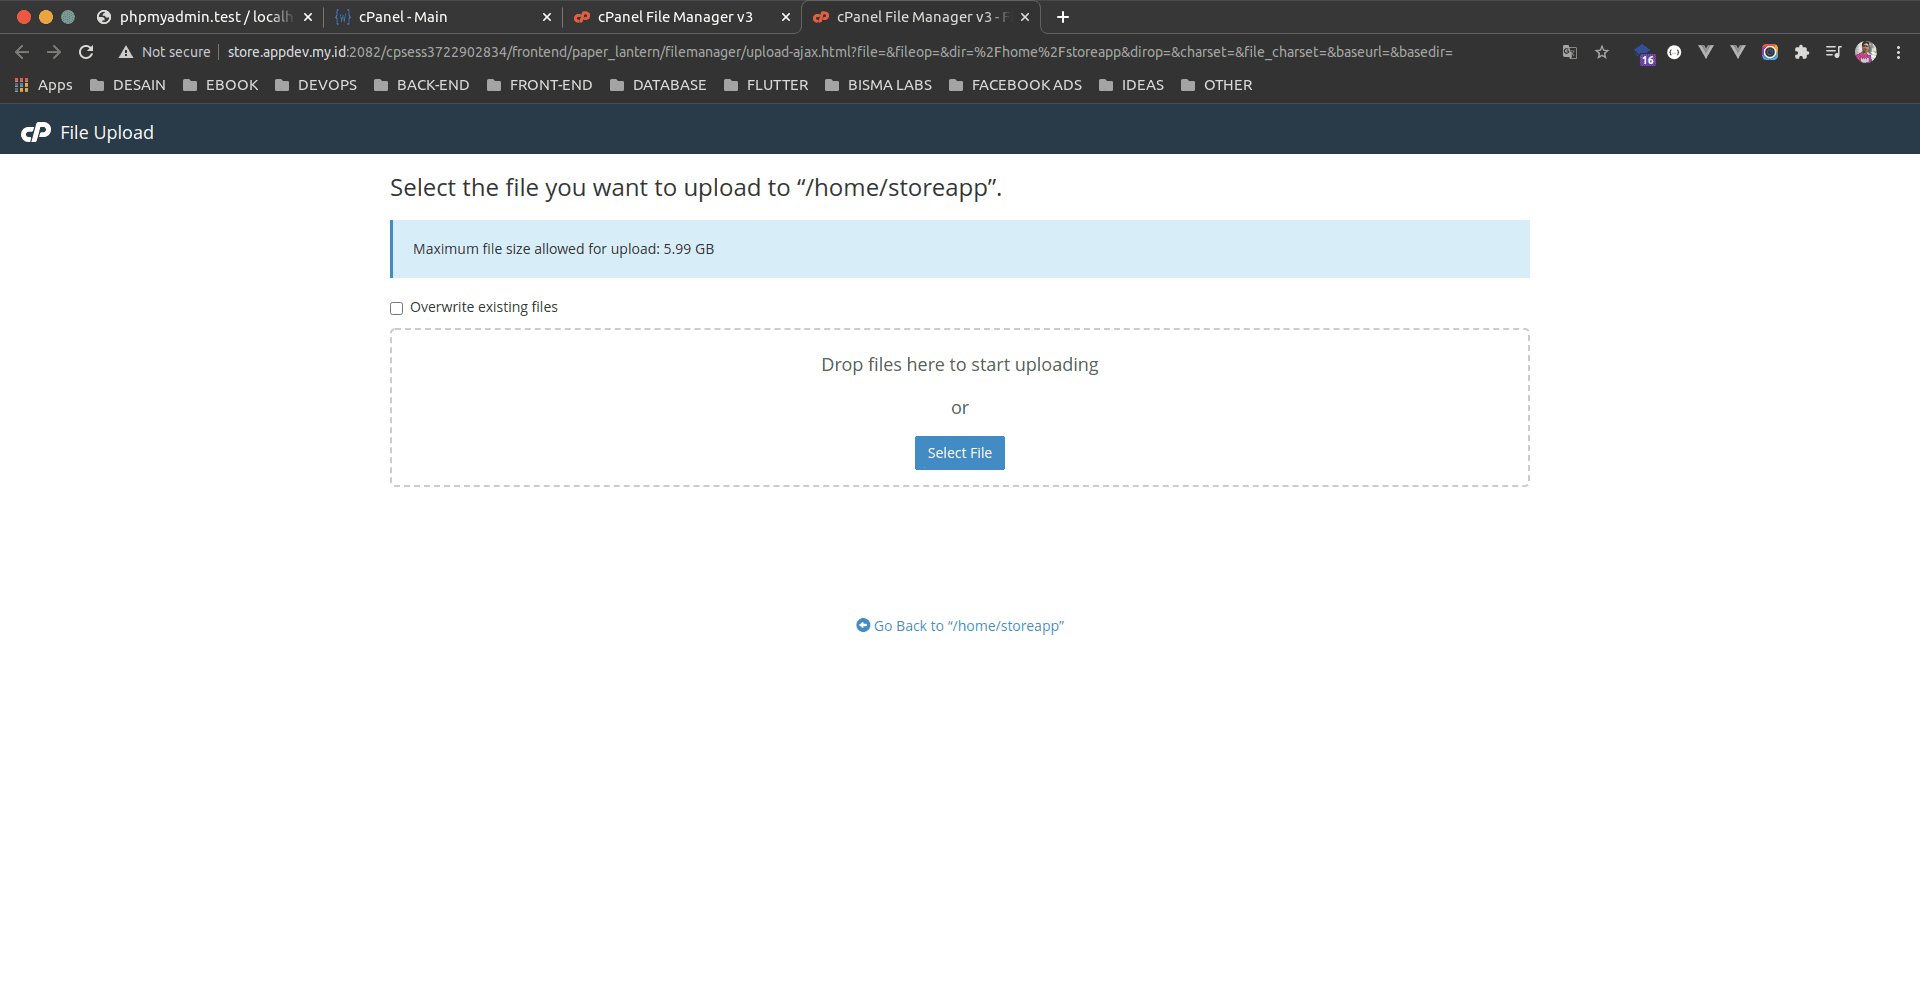 phpmyadmin.test / localh
cPanel - Main
cPanel File Manager v3
cPanel File Manager v3 - F
Not secure
store.appdev.my.id:2082/cpsess3722902834/frontend/paper_lantern/filemanager/upload-ajax.html?file=&fileop=&dir=%2Fhome%2Fstoreapp&dirop=&charset=&file_charset=&baseurl=&basedir=
16
Apps
DESAIN
EBOOK
DEVOPS
BACK-END
FRONT-END
DATABASE
FLUTTER
BISMA LABS
FACEBOOK ADS
IDEAS
OTHER
cP File Upload
Select the file you want to upload to “/home/storeapp”.
Maximum file size allowed for upload: 5.99 GB
Overwrite existing files
Drop files here to start uploading
or
Select File
Go Back to “/home/storeapp”